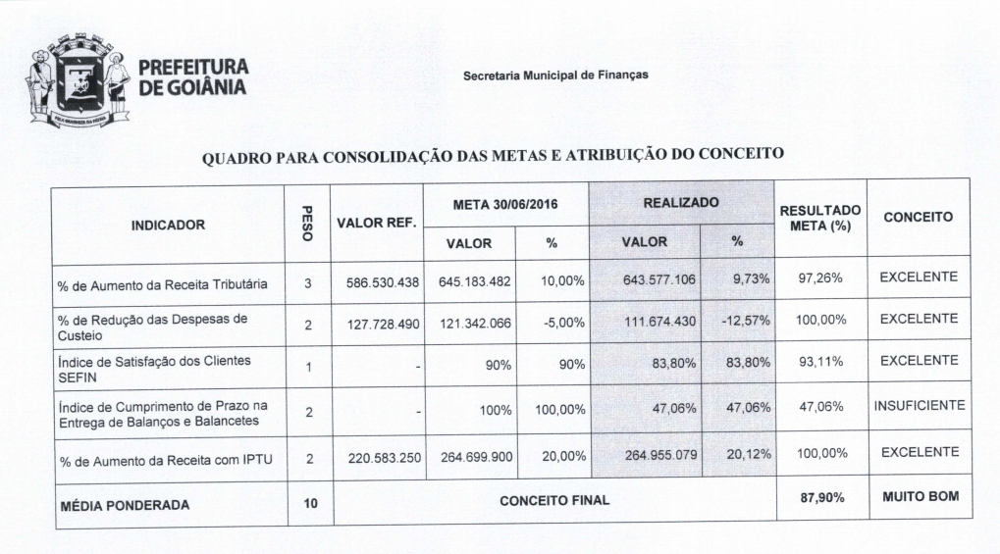 PREFEITURA
DE GOIÂNIA
Secretaria Municipal de Finanças
QUADRO PARA CONSOLIDAÇÃO DAS METAS E ATRIBUIÇÃO DO CONCEITO
INDICADOR PESO VALOR REF. META 30/06/2016 REALIZADO RESULTADO META (%) CONCEITO
VALOR % VALOR %
% de Aumento da Receita Tributária 3 586.530.438 645.183.482 10,00% 643.577.106 9,73% 97,26% EXCELENTE
% de Redução das Despesas de
Custeio 2 127.728.490 121.342.066 -5,00% 111.674.430 -12,57% 100,00% EXCELENTE
Índice de Satisfação dos Clientes
SEFIN 1 - 90% 90% 83,80% 83,80% 93,11% EXCELENTE
Índice de Cumprimento de Prazo na
Entrega de Balanços e Balancetes 2 - 100% 100,00% 47,06% 47,06% 47,06% INSUFICIENTE
% de Aumento da Receita com IPTU 2 220.583.250 264.699.900 20,00% 264.955.079 20,12% 100,00% EXCELENTE
MÉDIA PONDERADA 10 CONCEITO FINAL 87,90% MUITO BOM